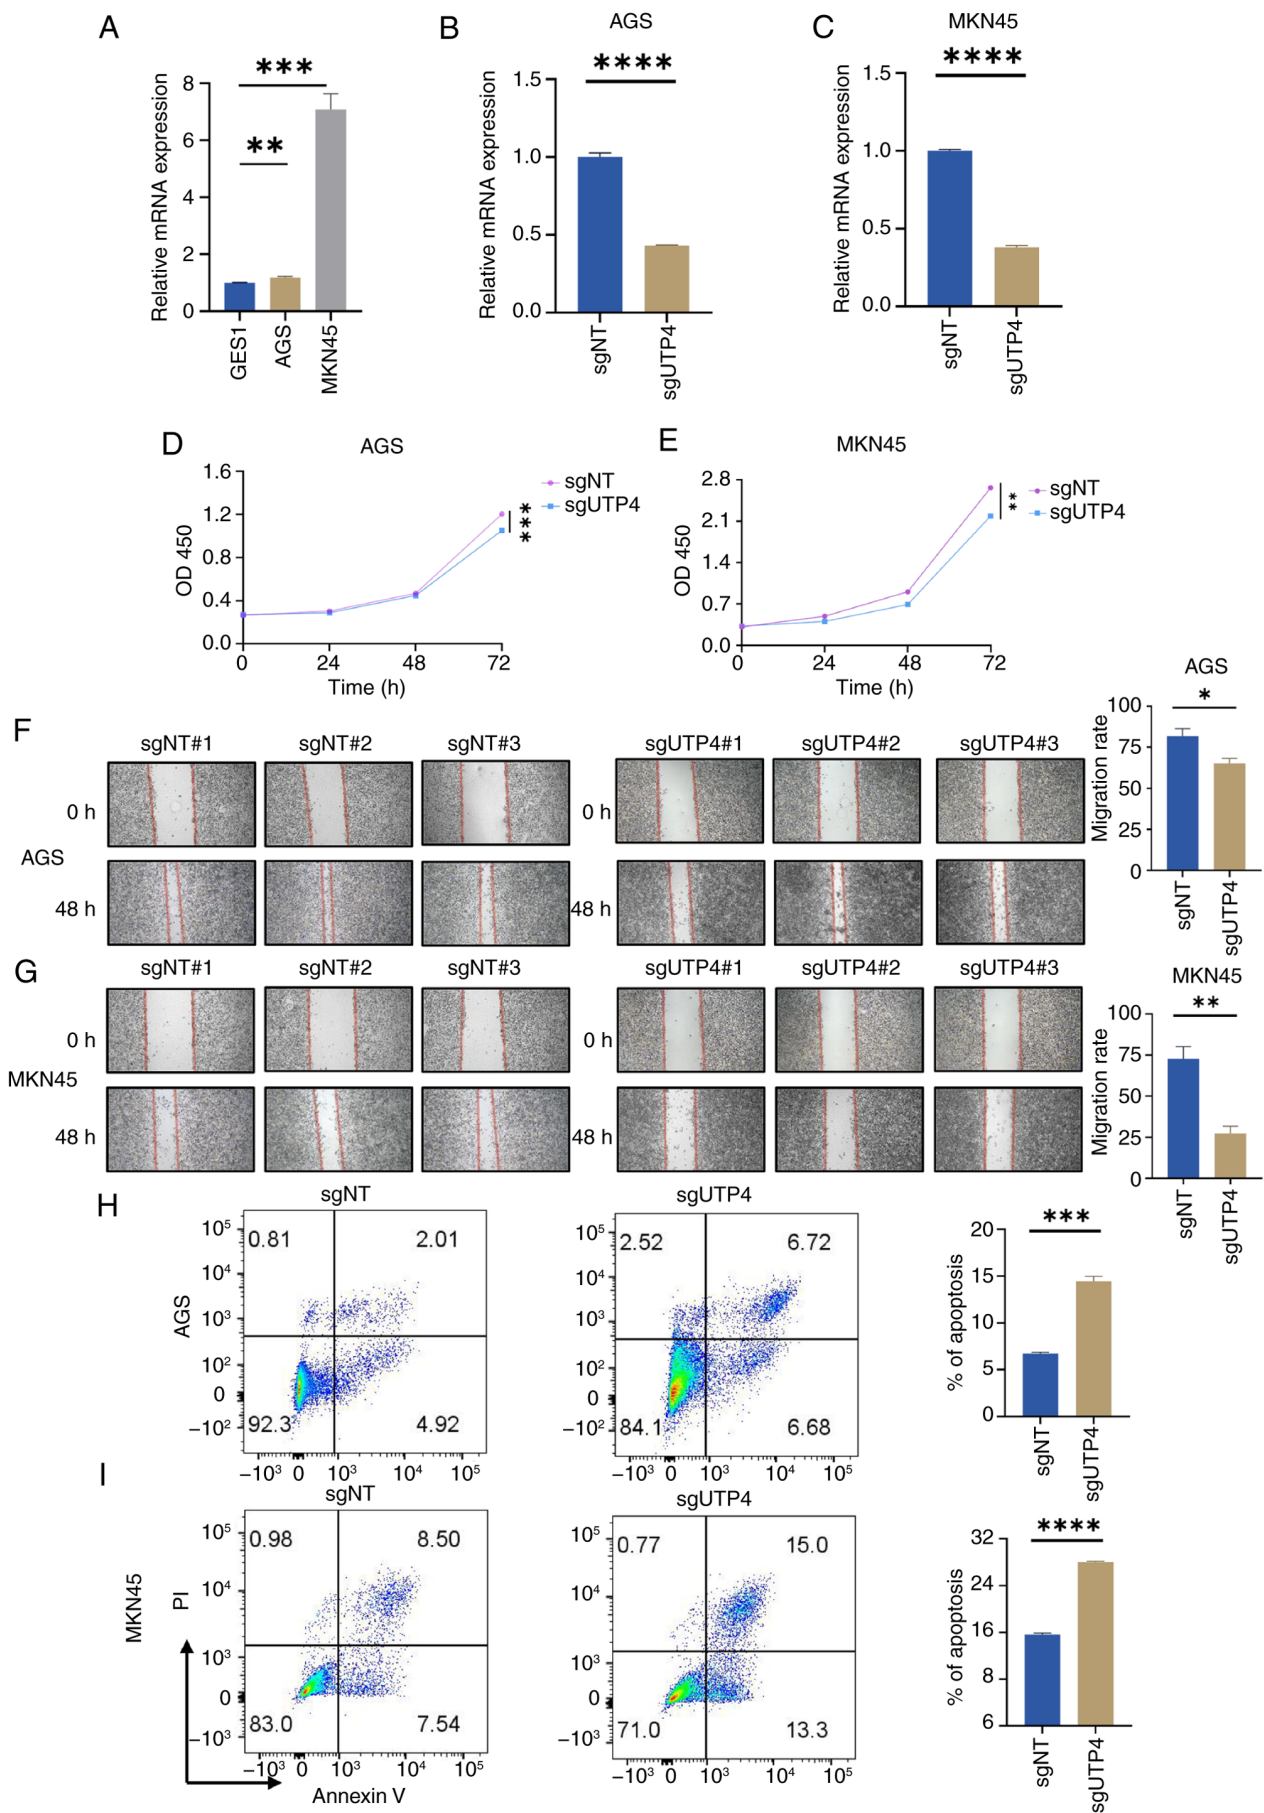 A
***
**
Relative mRNA expression
8
6
4
2
0
GES1
AGS
MKN45
B
AGS
****
Relative mRNA expression
1.5
1.0
0.5
0.0
sgNT
sgUTP4
C
MKN45
****
Relative mRNA expression
1.5
1.0
0.5
0.0
sgNT
sgUTP4
D
AGS
OD 450
1.6
1.2
0.8
0.4
0.0
0 24 48 72
Time (h)
sgNT
sgUTP4
***
E
MKN45
OD 450
2.8
2.1
1.4
0.7
0.0
0 24 48 72
Time (h)
sgNT
sgUTP4
**
F
sgNT#1 sgNT#2 sgNT#3 sgUTP4#1 sgUTP4#2 sgUTP4#3
0 h 0 h
AGS
48 h 48 h
AGS
*
Migration rate
100
75
50
25
0
sgNT
sgUTP4
G
sgNT#1 sgNT#2 sgNT#3 sgUTP4#1 sgUTP4#2 sgUTP4#3
0 h 0 h
MKN45
48 h 48 h
MKN45
**
Migration rate
100
75
50
25
0
sgNT
sgUTP4
H
AGS
sgNT
10⁵
10⁴
10³
10²
0
−10²
0.81 2.01
92.3 4.92
−10³ 0 10³ 10⁴ 10⁵
sgUTP4
10⁵
10⁴
10³
10²
0
−10²
2.52 6.72
84.1 6.68
−10³ 0 10³ 10⁴ 10⁵
***
% of apoptosis
20
15
10
5
0
sgNT
sgUTP4
I
MKN45
PI
sgNT
10⁵
10⁴
10³
0
−10³
0.98 8.50
83.0 7.54
−10³ 0 10³ 10⁴ 10⁵
Annexin V
sgUTP4
10⁵
10⁴
10³
0
−10³
0.77 15.0
71.0 13.3
−10³ 0 10³ 10⁴ 10⁵
****
% of apoptosis
32
24
16
8
6
sgNT
sgUTP4